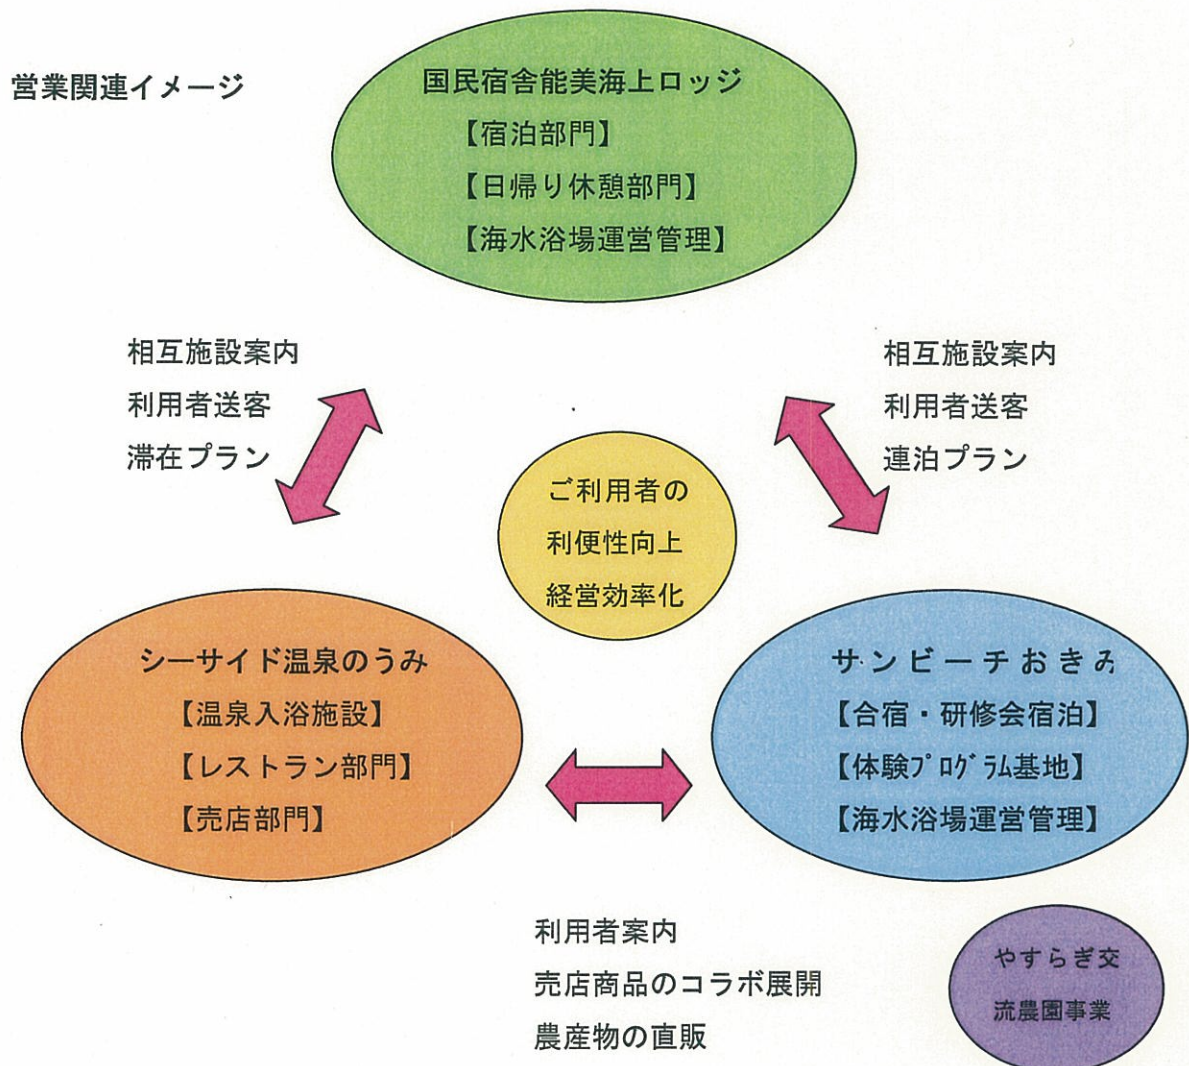 営業関連イメージ
国民宿舎能美海上ロッジ
【宿泊部門】
【日帰り休憩部門】
【海水浴場運営管理】
相互施設案内
利用者送客
滞在プラン
相互施設案内
利用者送客
連泊プラン
ご利用者の
利便性向上
経営効率化
シーサイド温泉のうみ
【温泉入浴施設】
【レストラン部門】
【売店部門】
サンビーチおきみ
【合宿・研修会宿泊】
【体験ﾌﾟﾛｸﾞﾗﾑ基地】
【海水浴場運営管理】
利用者案内
売店商品のコラボ展開
農産物の直販
やすらぎ交
流農園事業